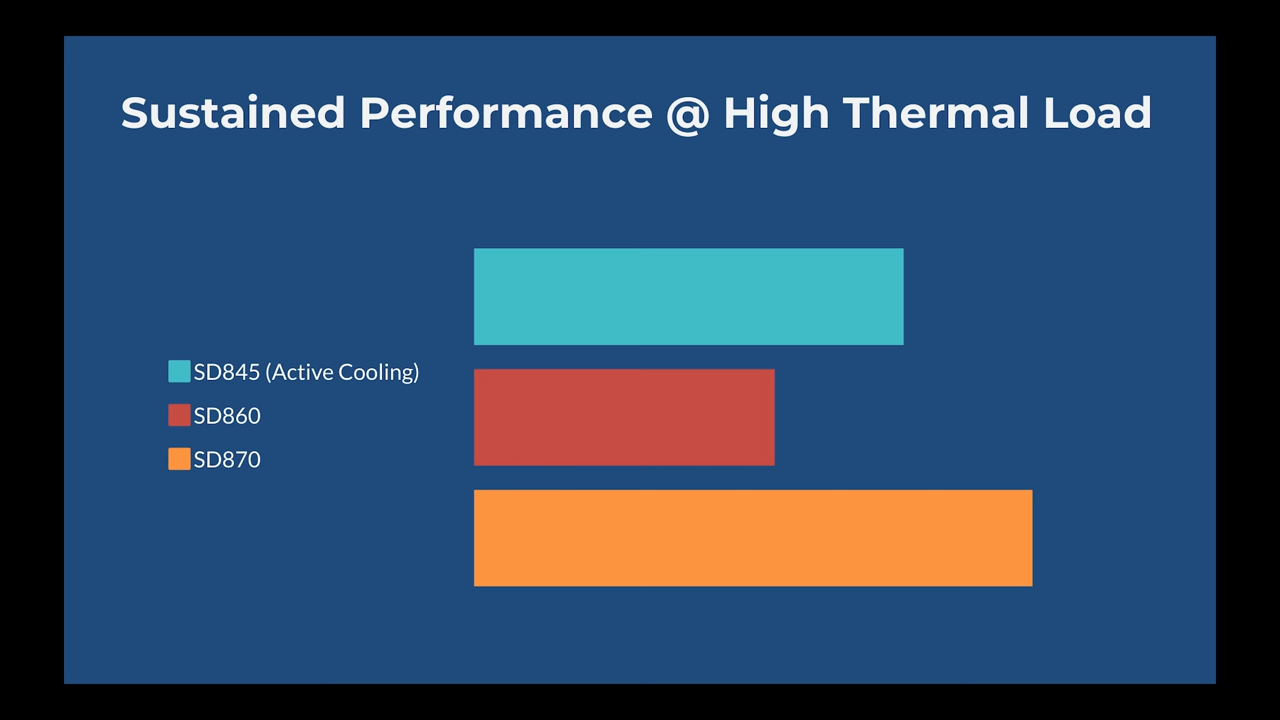 Sustained Performance @ High Thermal Load
SD845 (Active Cooling)
SD860
SD870